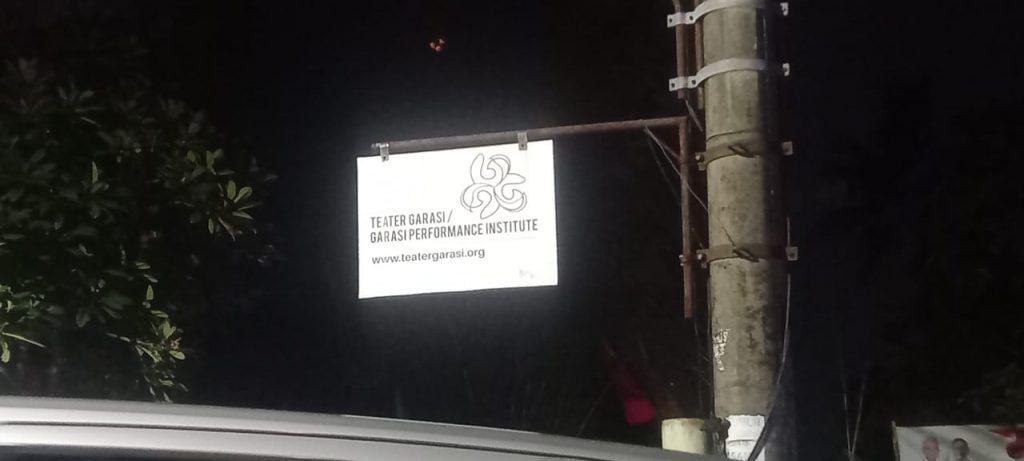 TEATER GARASI /
GARASI PERFORMANCE INSTITUTE
www.teatergarasi.org